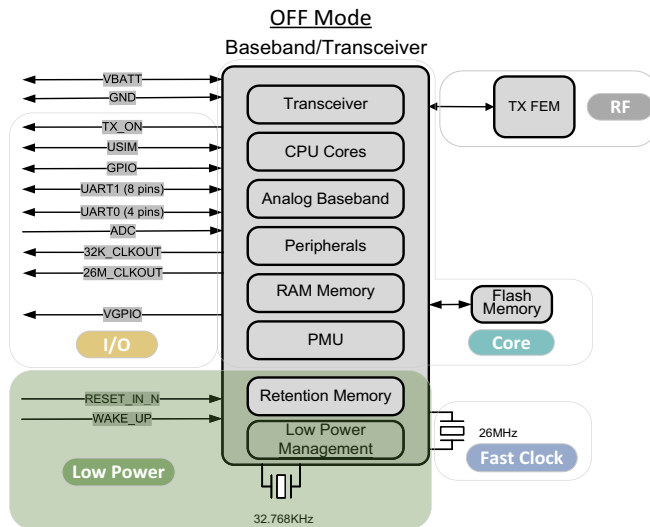 OFF Mode
Baseband/Transceiver
VBATT
GND
TX_ON
USIM
GPIO
UART1 (8 pins)
UART0 (4 pins)
ADC
32K_CLKOUT
26M_CLKOUT
VGPIO
I/O
Transceiver
CPU Cores
Analog Baseband
Peripherals
RAM Memory
PMU
Retention Memory
Low Power
Management
TX FEM
RF
Flash
Memory
Core
RESET_IN_N
WAKE_UP
Low Power
32.768KHz
26MHz
Fast Clock